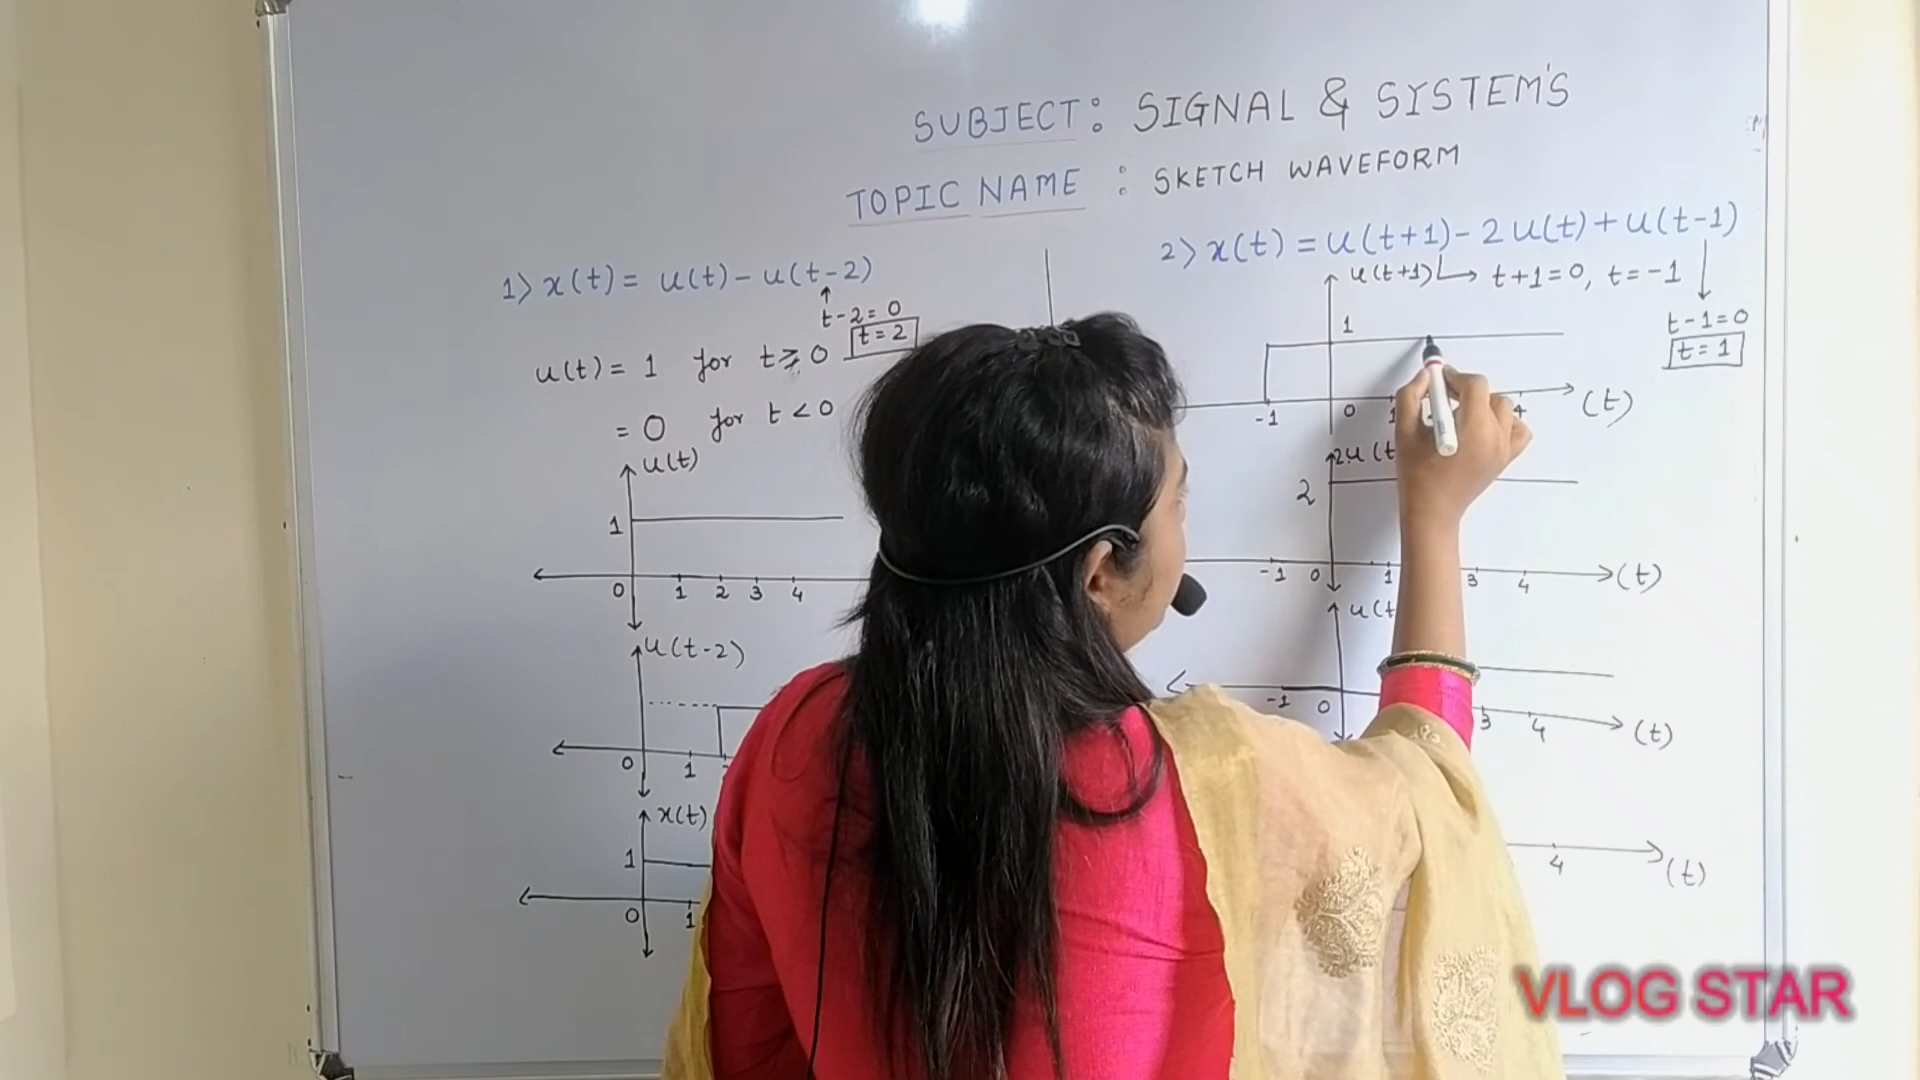 SUBJECT: SIGNAL & SYSTEM'S
TOPIC NAME : SKETCH WAVEFORM
1> x(t) = u(t) - u(t-2)
t-2=0
t=2
u(t) = 1 for t ≥ 0
= 0 for t < 0
u(t)
1
0 1 2 3 4
u(t-2)
0 1
x(t)
1
0 1
2> x(t) = u(t+1) - 2u(t) + u(t-1)
u(t+1) t+1=0, t=-1
t-1=0
t=1
1
-1 0 1 4 (t)
2u(t
2
-1 0 1 3 4 (t)
u(t
-1 0 3 4 (t)
4 (t)
VLOG STAR